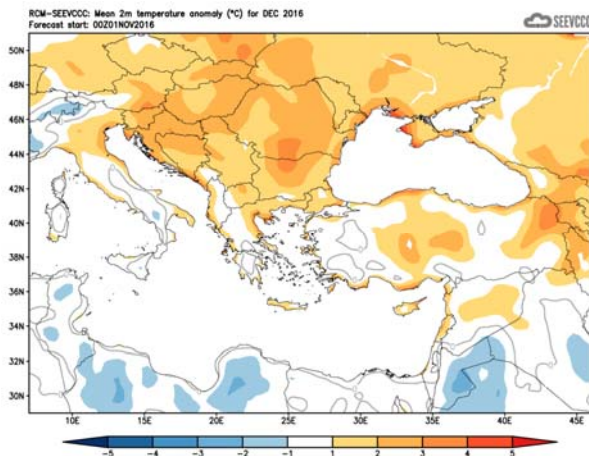 RCM-SEEVCCC: Mean 2m temperature anomaly (°C) for DEC 2016
Forecast start: 00Z01NOV2016
SEEVCCC
50N
48N
46N
44N
42N
40N
38N
36N
34N
32N
30N
10E 15E 20E 25E 30E 35E 40E 45E
-5 -4 -3 -2 -1 1 2 3 4 5